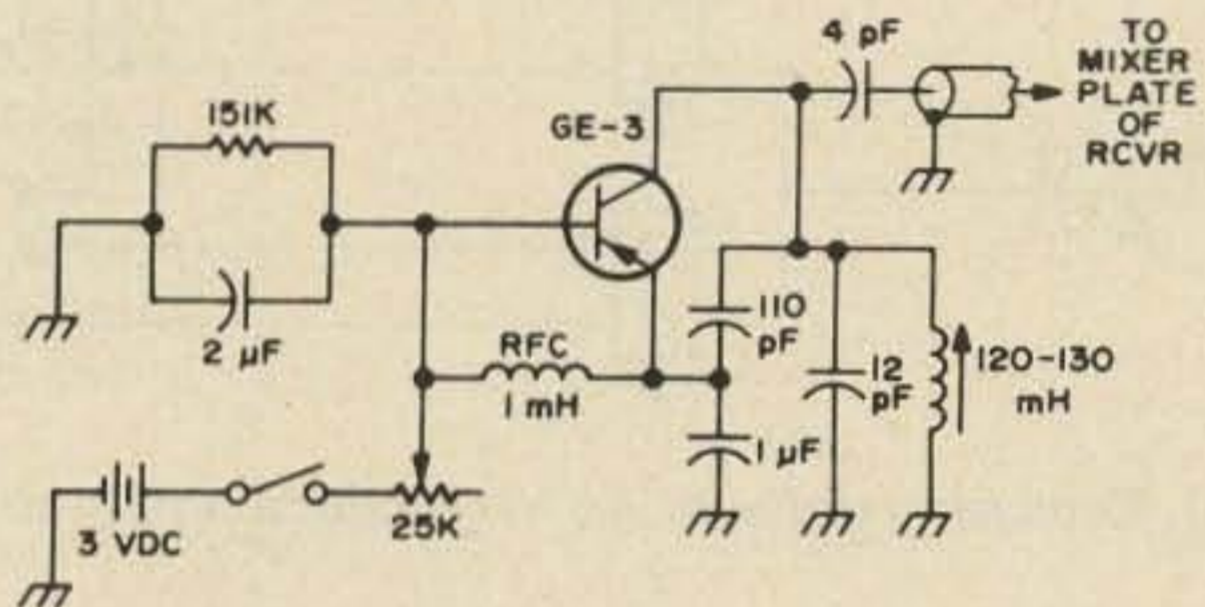 4 pF
TO
MIXER
PLATE
OF
RCVR
151K
GE-3
2 µF
RFC
1 mH
110
pF
12
pF
120-130
mH
1 µF
3 VDC
25K